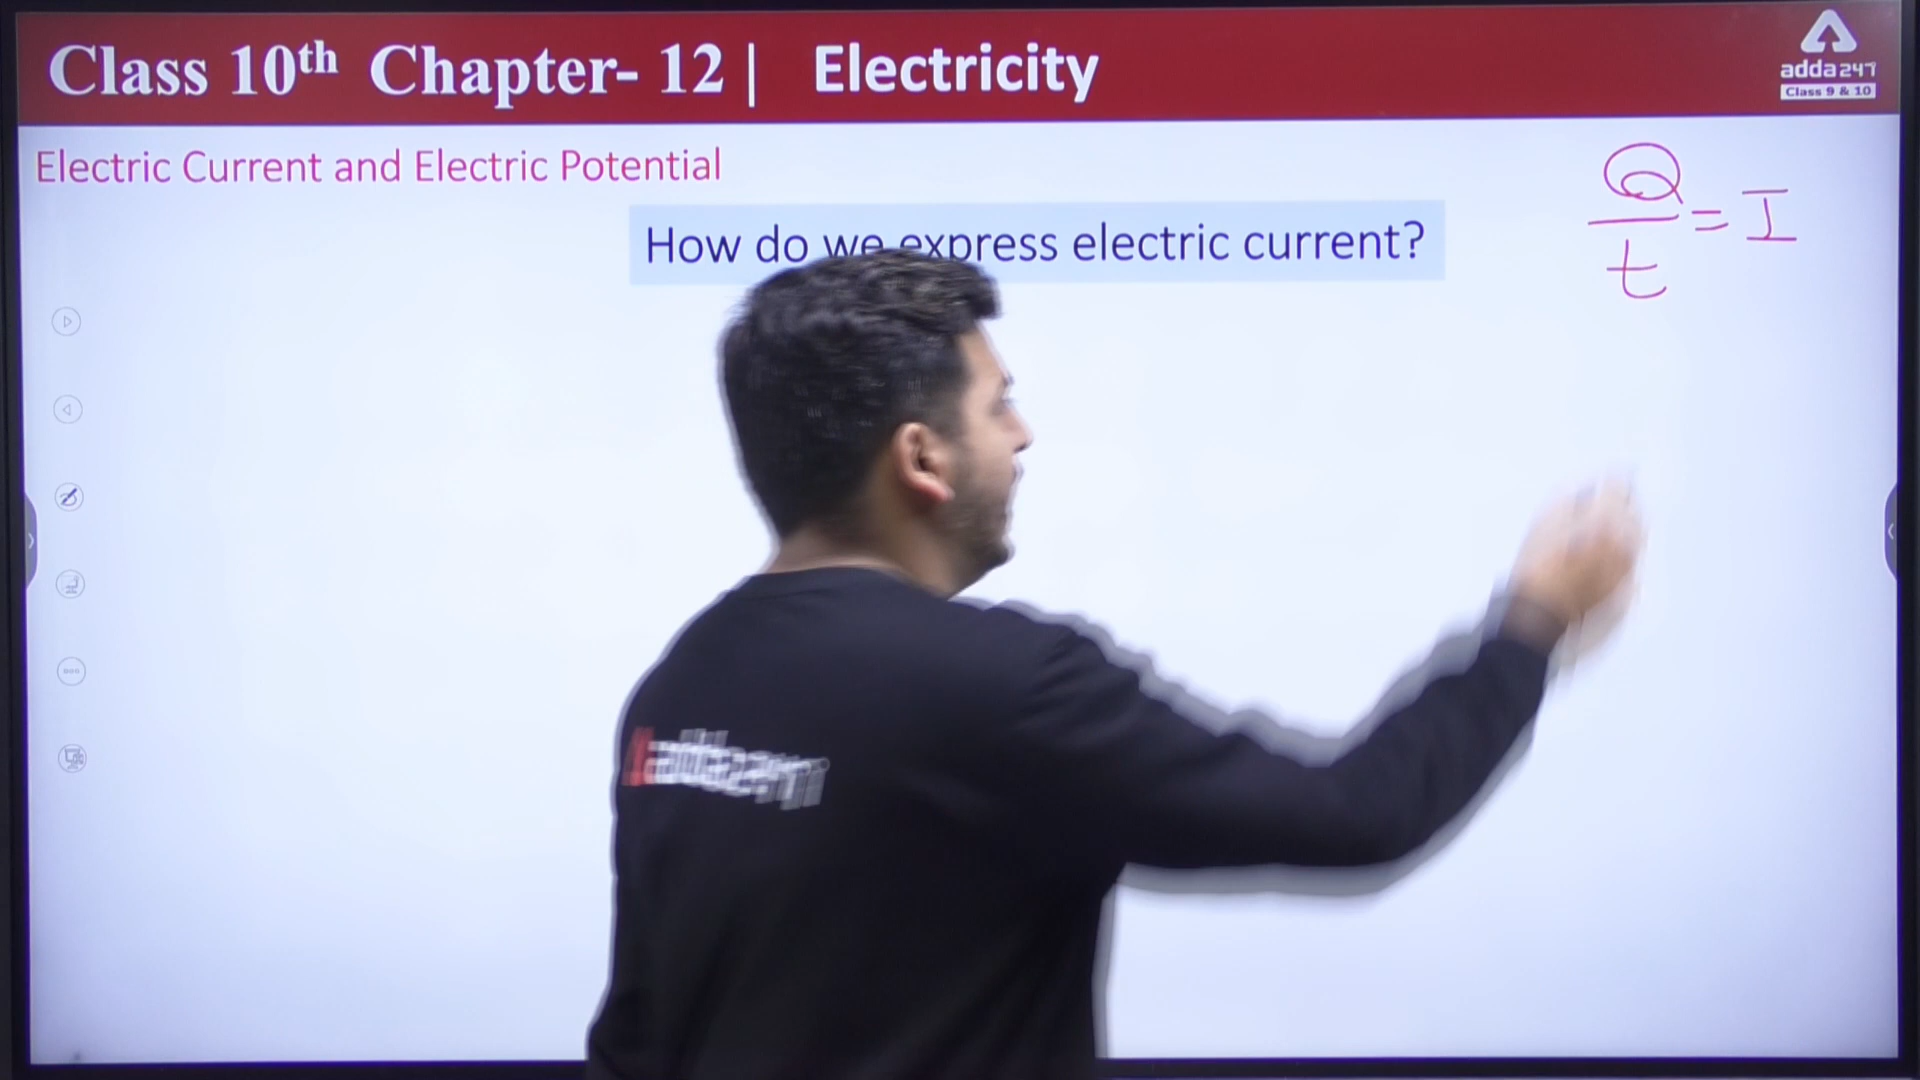 Class 10th Chapter- 12 | Electricity
adda247
Class 9 & 10
Electric Current and Electric Potential
How do we express electric current?
Q/t = I